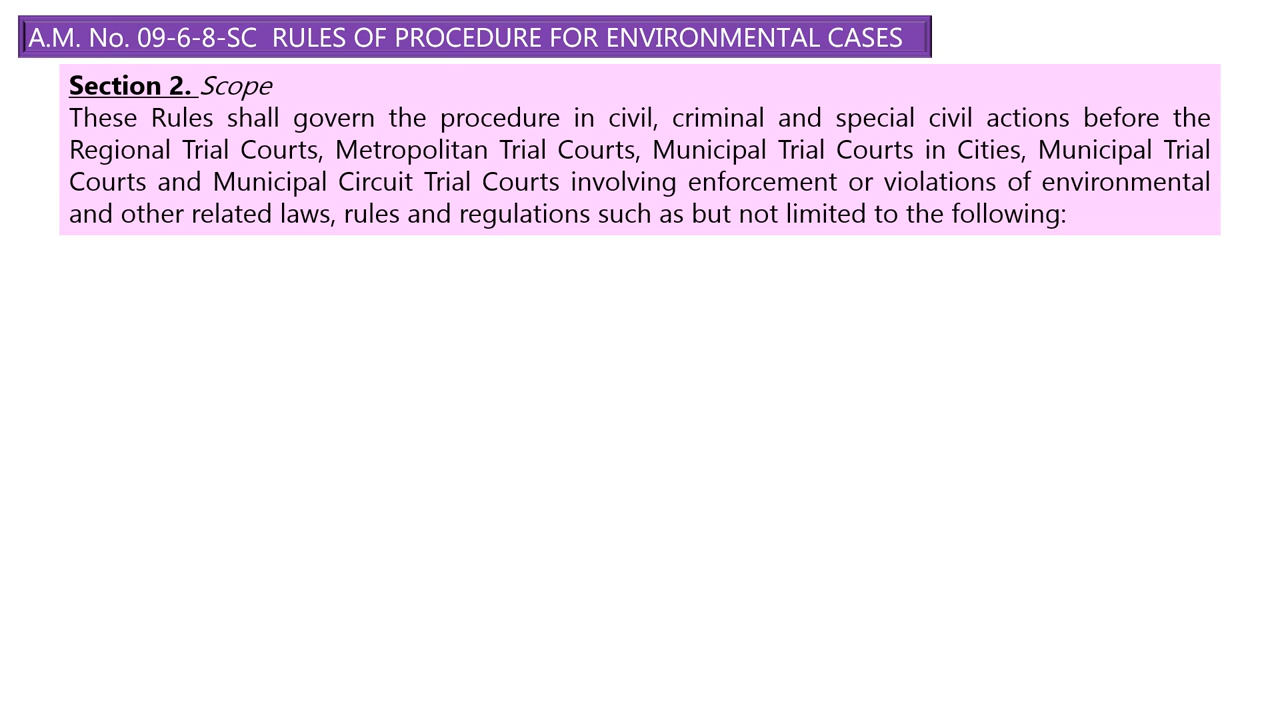 A.M. No. 09-6-8-SC  RULES OF PROCEDURE FOR ENVIRONMENTAL CASES
Section 2. Scope
These Rules shall govern the procedure in civil, criminal and special civil actions before the
Regional Trial Courts, Metropolitan Trial Courts, Municipal Trial Courts in Cities, Municipal Trial
Courts and Municipal Circuit Trial Courts involving enforcement or violations of environmental
and other related laws, rules and regulations such as but not limited to the following: